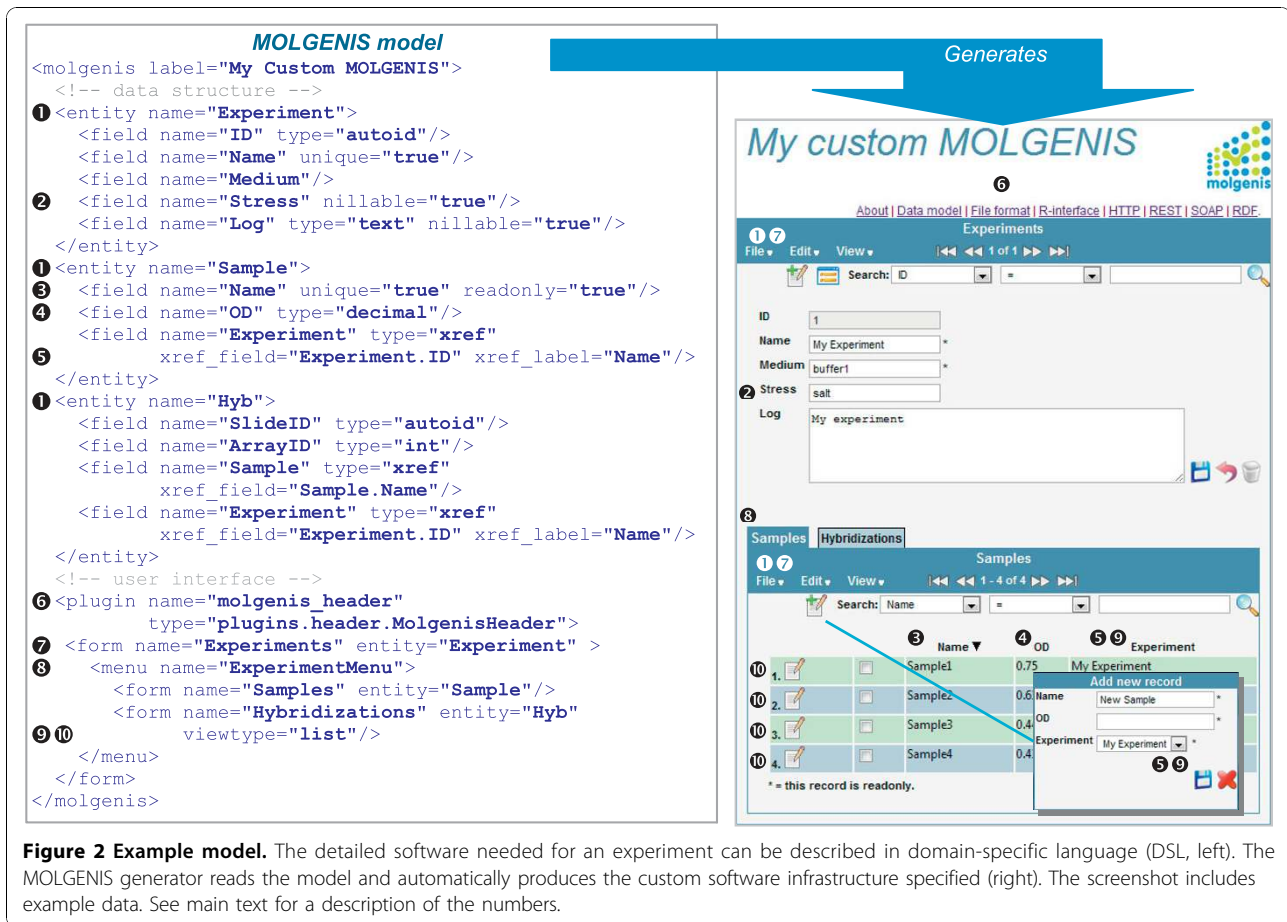 MOLGENIS model
<molgenis label="My Custom MOLGENIS">
<!-- data structure -->
❶<entity name="Experiment">
<field name="ID" type="autoid"/>
<field name="Name" unique="true"/>
<field name="Medium"/>
❷ <field name="Stress" nillable="true"/>
<field name="Log" type="text" nillable="true"/>
</entity>
❶<entity name="Sample">
❸ <field name="Name" unique="true" readonly="true"/>
❹ <field name="OD" type="decimal"/>
<field name="Experiment" type="xref"
❺ xref_field="Experiment.ID" xref_label="Name"/>
</entity>
❶<entity name="Hyb">
<field name="SlideID" type="autoid"/>
<field name="ArrayID" type="int"/>
<field name="Sample" type="xref"
xref_field="Sample.Name"/>
<field name="Experiment" type="xref"
xref_field="Experiment.ID" xref_label="Name"/>
</entity>
<!-- user interface -->
❻<plugin name="molgenis_header"
type="plugins.header.MolgenisHeader">
❼ <form name="Experiments" entity="Experiment" >
❽ <menu name="ExperimentMenu">
<form name="Samples" entity="Sample"/>
<form name="Hybridizations" entity="Hyb"
❾❿ viewtype="list"/>
</menu>
</form>
</molgenis>
Generates
My custom MOLGENIS
molgenis
❻
About | Data model | File format | R-interface | HTTP | REST | SOAP | RDF.
Experiments
❶❼
File Edit View 1 of 1
Search: ID =
ID 1
Name My Experiment *
Medium buffer1 *
❷ Stress salt
Log My experiment
❽
Samples Hybridizations
Samples
❶❼
File Edit View 1 - 4 of 4
Search: Name =
❸ Name ▼ ❹ OD ❺❾ Experiment
❿ 1. Sample1 0.75 My Experiment
❿ 2. Sample2
❿ 3. Sample3
❿ 4. Sample4
* = this record is readonly.
Add new record
Name New Sample *
OD *
Experiment My Experiment *
❺❾
Figure 2 Example model. The detailed software needed for an experiment can be described in domain-specific language (DSL, left). The
MOLGENIS generator reads the model and automatically produces the custom software infrastructure specified (right). The screenshot includes
example data. See main text for a description of the numbers.